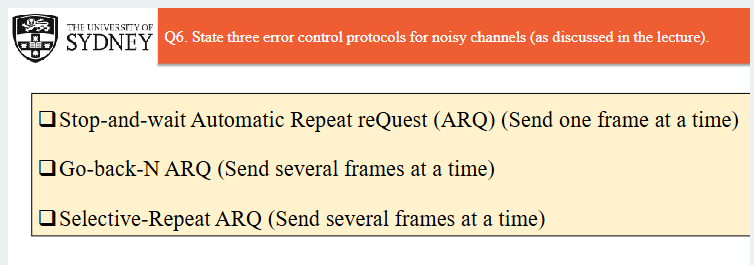 THE UNIVERSITY OF
SYDNEY
Q6. State three error control protocols for noisy channels (as discussed in the lecture).
❑Stop-and-wait Automatic Repeat reQuest (ARQ) (Send one frame at a time)
❑Go-back-N ARQ (Send several frames at a time)
❑Selective-Repeat ARQ (Send several frames at a time)